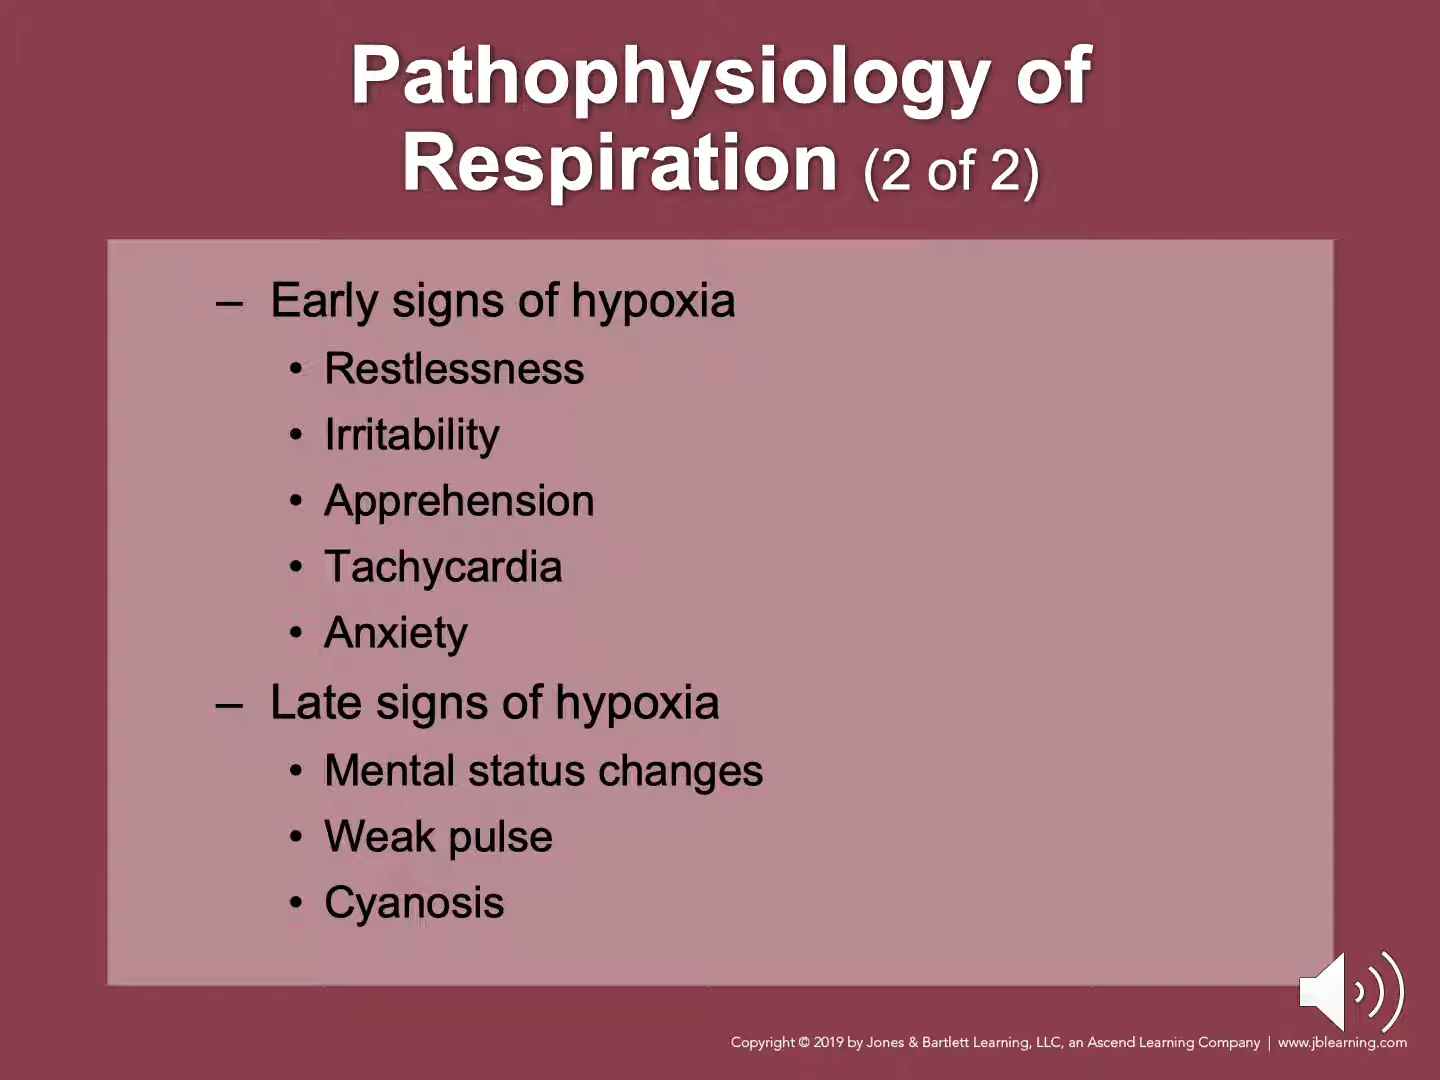 Pathophysiology of
Respiration (2 of 2)
– Early signs of hypoxia
• Restlessness
• Irritability
• Apprehension
• Tachycardia
• Anxiety
– Late signs of hypoxia
• Mental status changes
• Weak pulse
• Cyanosis
Copyright © 2019 by Jones & Bartlett Learning, LLC, an Ascend Learning Company | www.jblearning.com